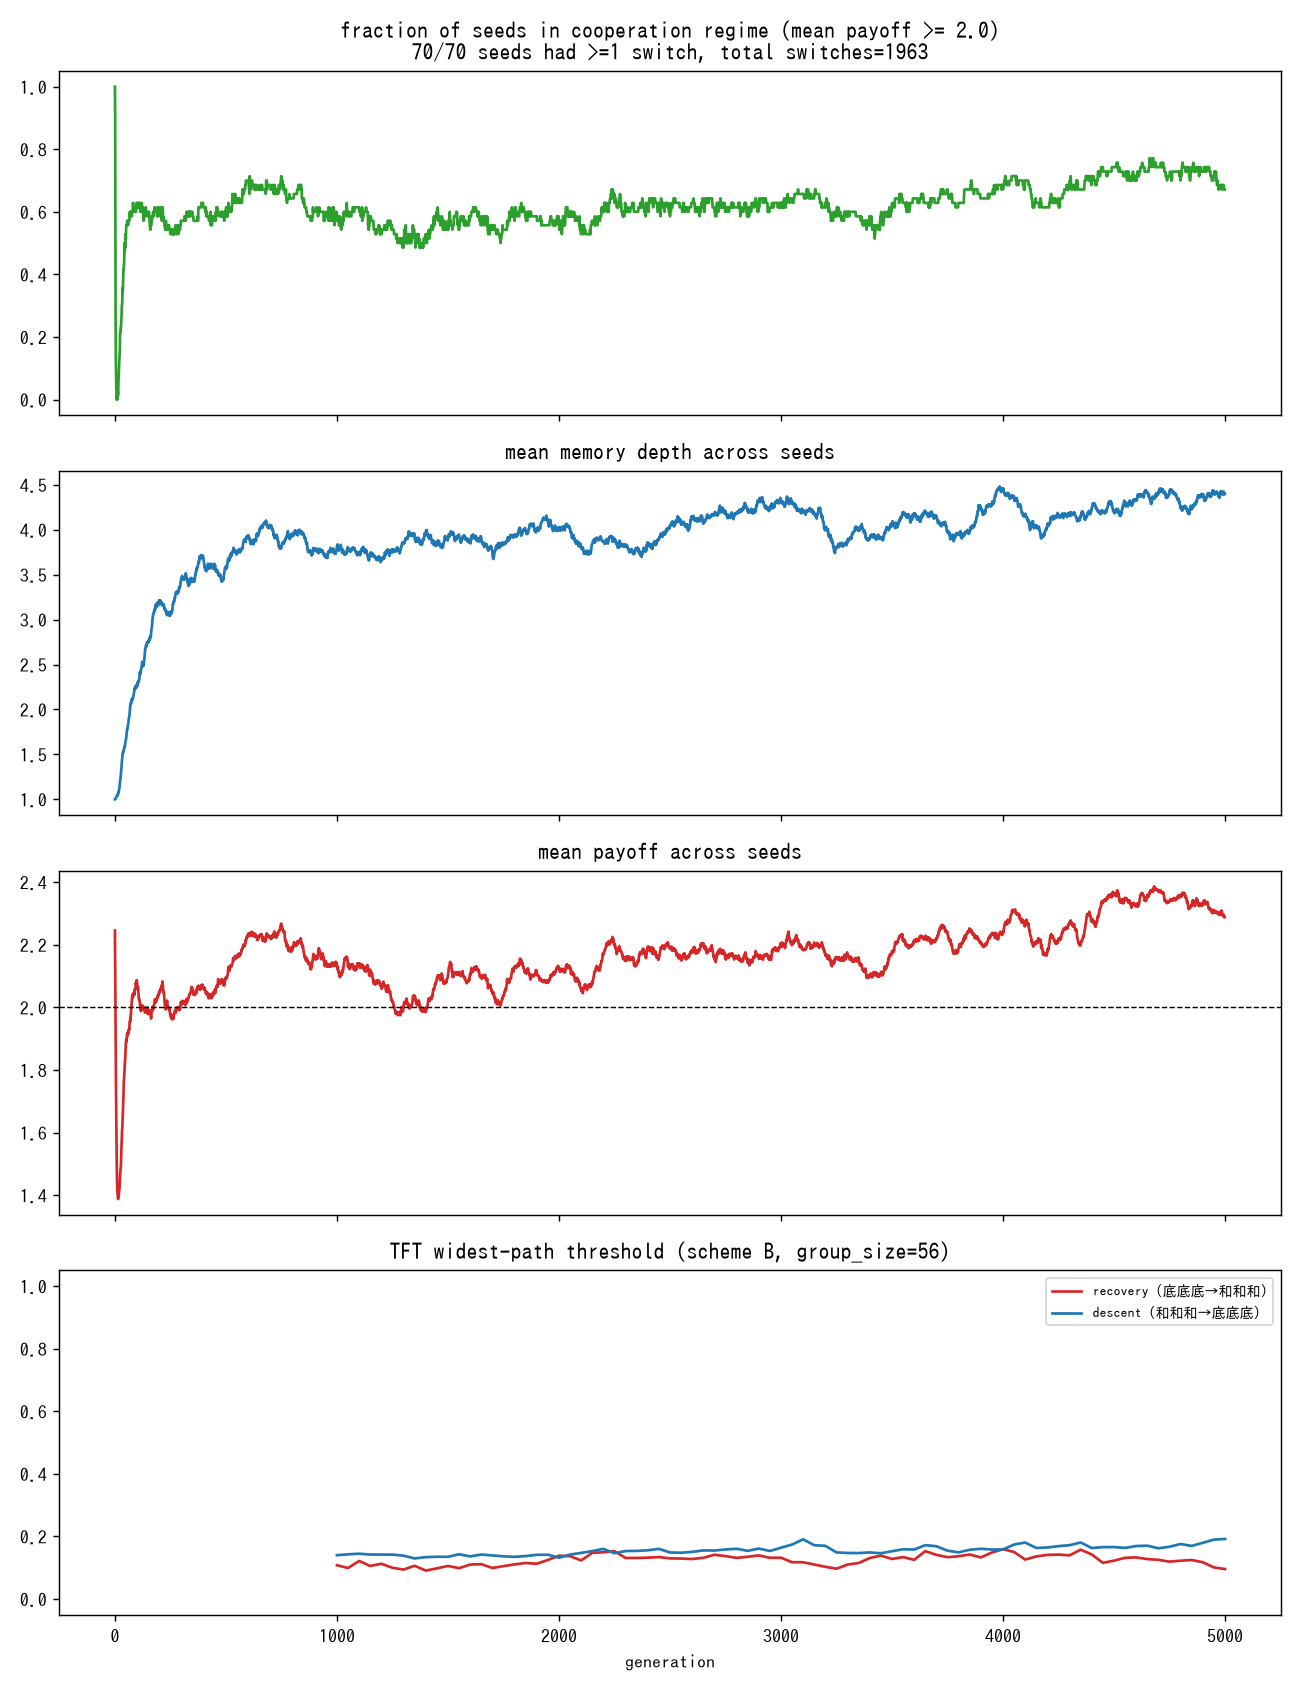 fraction of seeds in cooperation regime (mean payoff >= 2.0)
70/70 seeds had >=1 switch, total switches=1963
1.0
0.8
0.6
0.4
0.2
0.0
mean memory depth across seeds
4.5
4.0
3.5
3.0
2.5
2.0
1.5
1.0
mean payoff across seeds
2.4
2.2
2.0
1.8
1.6
1.4
TFT widest-path threshold (scheme B, group_size=56)
recovery (底底底→和和和)
descent (和和和→底底底)
1.0
0.8
0.6
0.4
0.2
0.0
0 1000 2000 3000 4000 5000
generation